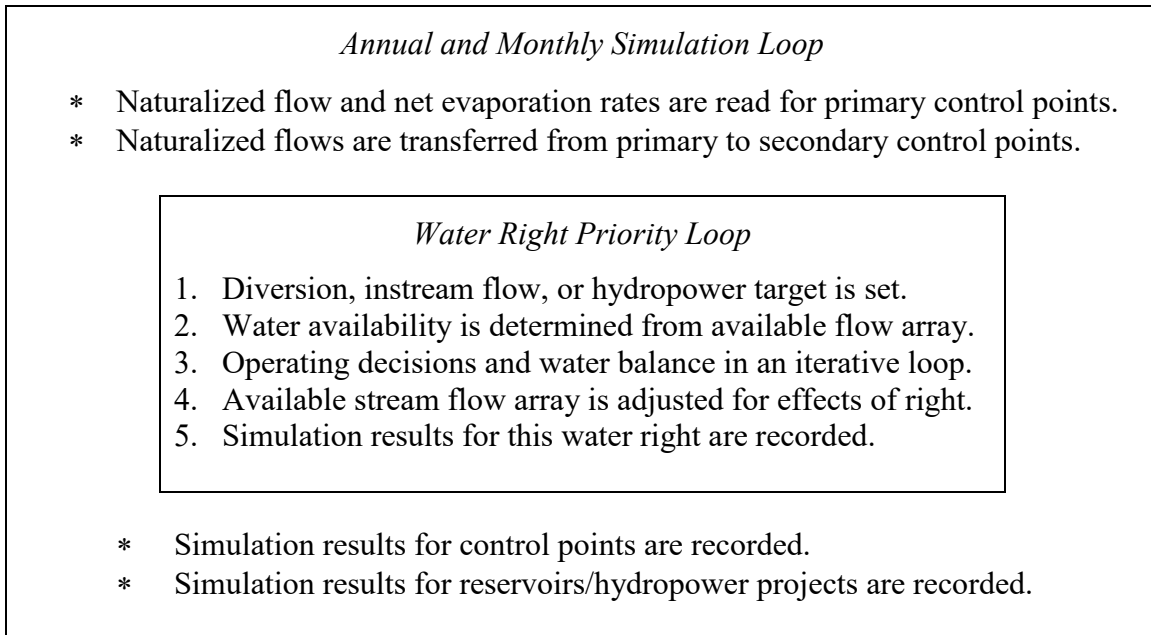 Annual and Monthly Simulation Loop
* Naturalized flow and net evaporation rates are read for primary control points.
* Naturalized flows are transferred from primary to secondary control points.
Water Right Priority Loop
1. Diversion, instream flow, or hydropower target is set.
2. Water availability is determined from available flow array.
3. Operating decisions and water balance in an iterative loop.
4. Available stream flow array is adjusted for effects of right.
5. Simulation results for this water right are recorded.
* Simulation results for control points are recorded.
* Simulation results for reservoirs/hydropower projects are recorded.